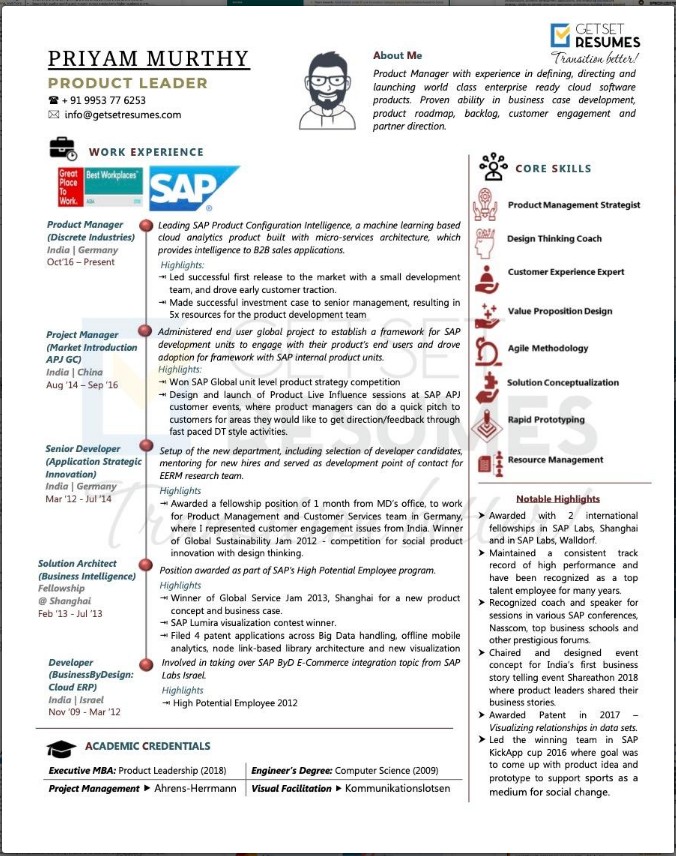 PRIYAM MURTHY
PRODUCT LEADER
☎ + 91 9953 77 6253
✉ info@getsetresumes.com
About Me
Product Manager with experience in defining, directing and
launching world class enterprise ready cloud software
products. Proven ability in business case development,
product roadmap, backlog, customer engagement and
partner direction.
GETSET
RESUMES
Transition better!
WORK EXPERIENCE
Great
Place
To
Work.
Best Workplaces™
ASIA
SAP®
Product Manager
(Discrete Industries)
India | Germany
Oct'16 – Present
Leading SAP Product Configuration Intelligence, a machine learning based
cloud analytics product built with micro-services architecture, which
provides intelligence to B2B sales applications.
Highlights:
Led successful first release to the market with a small development
team, and drove early customer traction.
Made successful investment case to senior management, resulting in
5x resources for the product development team
Project Manager
(Market Introduction
APJ GC)
India | China
Aug '14 – Sep '16
Administered end user global project to establish a framework for SAP
development units to engage with their product's end users and drove
adoption for framework with SAP internal product units.
Highlights:
Won SAP Global unit level product strategy competition
Design and launch of Product Live Influence sessions at SAP APJ
customer events, where product managers can do a quick pitch to
customers for areas they would like to get direction/feedback through
fast paced DT style activities.
Senior Developer
(Application Strategic
Innovation)
India | Germany
Mar '12 - Jul '14
Setup of the new department, including selection of developer candidates,
mentoring for new hires and served as development point of contact for
EERM research team.
Highlights
Awarded a fellowship position of 1 month from MD's office, to work
for Product Management and Customer Services team in Germany,
where I represented customer engagement issues from India. Winner
of Global Sustainability Jam 2012 - competition for social product
innovation with design thinking.
Solution Architect
(Business Intelligence)
Fellowship
@ Shanghai
Feb '13 - Jul '13
Position awarded as part of SAP's High Potential Employee program.
Highlights
Winner of Global Service Jam 2013, Shanghai for a new product
concept and business case.
SAP Lumira visualization contest winner.
Filed 4 patent applications across Big Data handling, offline mobile
analytics, node link-based library architecture and new visualization
Developer
(BusinessByDesign:
Cloud ERP)
India | Israel
Nov '09 - Mar '12
Involved in taking over SAP ByD E-Commerce integration topic from SAP
Labs Israel.
Highlights
High Potential Employee 2012
ACADEMIC CREDENTIALS
Executive MBA: Product Leadership (2018)
Engineer's Degree: Computer Science (2009)
Project Management ► Ahrens-Herrmann
Visual Facilitation ► Kommunikationslotsen
CORE SKILLS
Product Management Strategist
Design Thinking Coach
Customer Experience Expert
Value Proposition Design
Agile Methodology
Solution Conceptualization
Rapid Prototyping
Resource Management
Notable Highlights
➤ Awarded with 2 international
fellowships in SAP Labs, Shanghai
and in SAP Labs, Walldorf.
➤ Maintained a consistent track
record of high performance and
have been recognized as a top
talent employee for many years.
➤ Recognized coach and speaker for
sessions in various SAP conferences,
Nasscom, top business schools and
other prestigious forums.
➤ Chaired and designed event
concept for India's first business
story telling event Shareathon 2018
where product leaders shared their
business stories.
➤ Awarded Patent in 2017 –
Visualizing relationships in data sets.
➤ Led the winning team in SAP
KickApp cup 2016 where goal was
to come up with product idea and
prototype to support sports as a
medium for social change.
GETSET
RESUMES
Transition better!